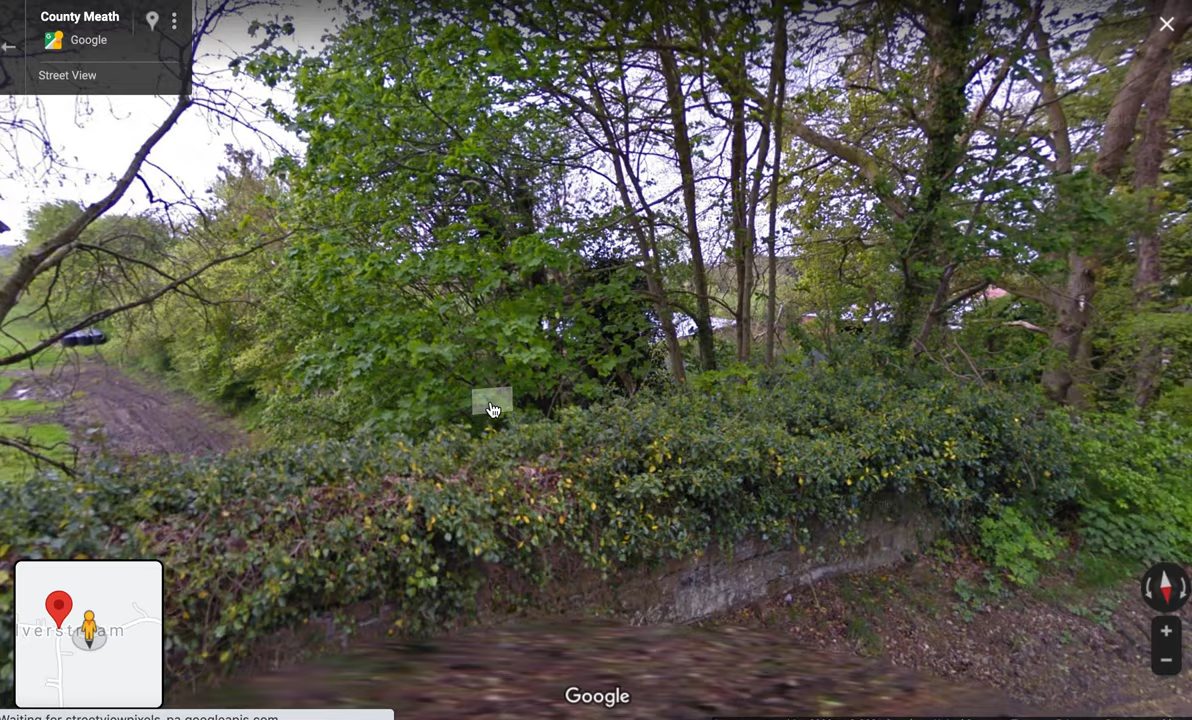 County Meath
Google
Street View
lverstream
Google
Waiting for streetviewpixels-pa.googleapis.com